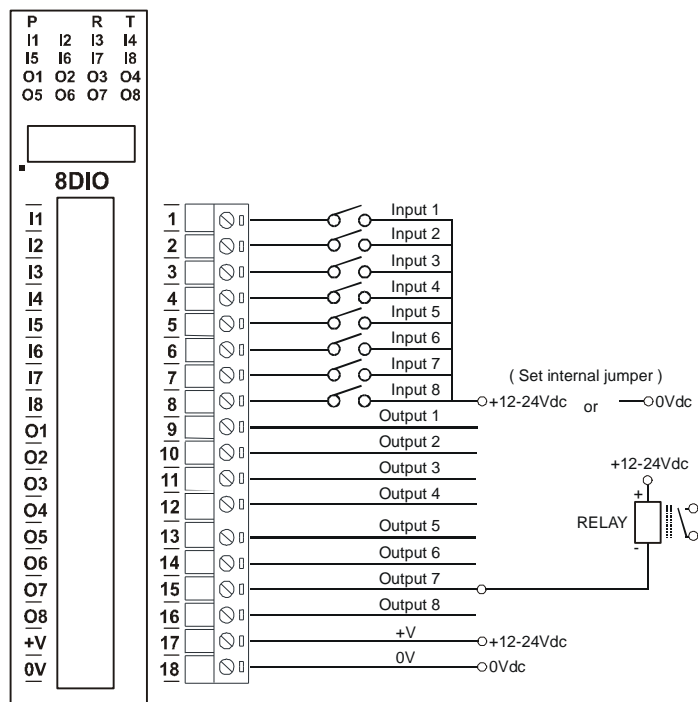 P R T
I1 I2 I3 I4
I5 I6 I7 I8
O1 O2 O3 O4
O5 O6 O7 O8
8DIO
I1 1 Input 1
I2 2 Input 2
I3 3 Input 3
I4 4 Input 4
I5 5 Input 5
I6 6 Input 6
I7 7 Input 7
( Set internal jumper )
I8 8 Input 8 +12-24Vdc or 0Vdc
O1 9 Output 1
O2 10 Output 2
O3 11 Output 3
+12-24Vdc
O4 12 Output 4
+
RELAY
-
O5 13 Output 5
O6 14 Output 6
O7 15 Output 7
O8 16 Output 8
+V 17 +V +12-24Vdc
0V 18 0V 0Vdc